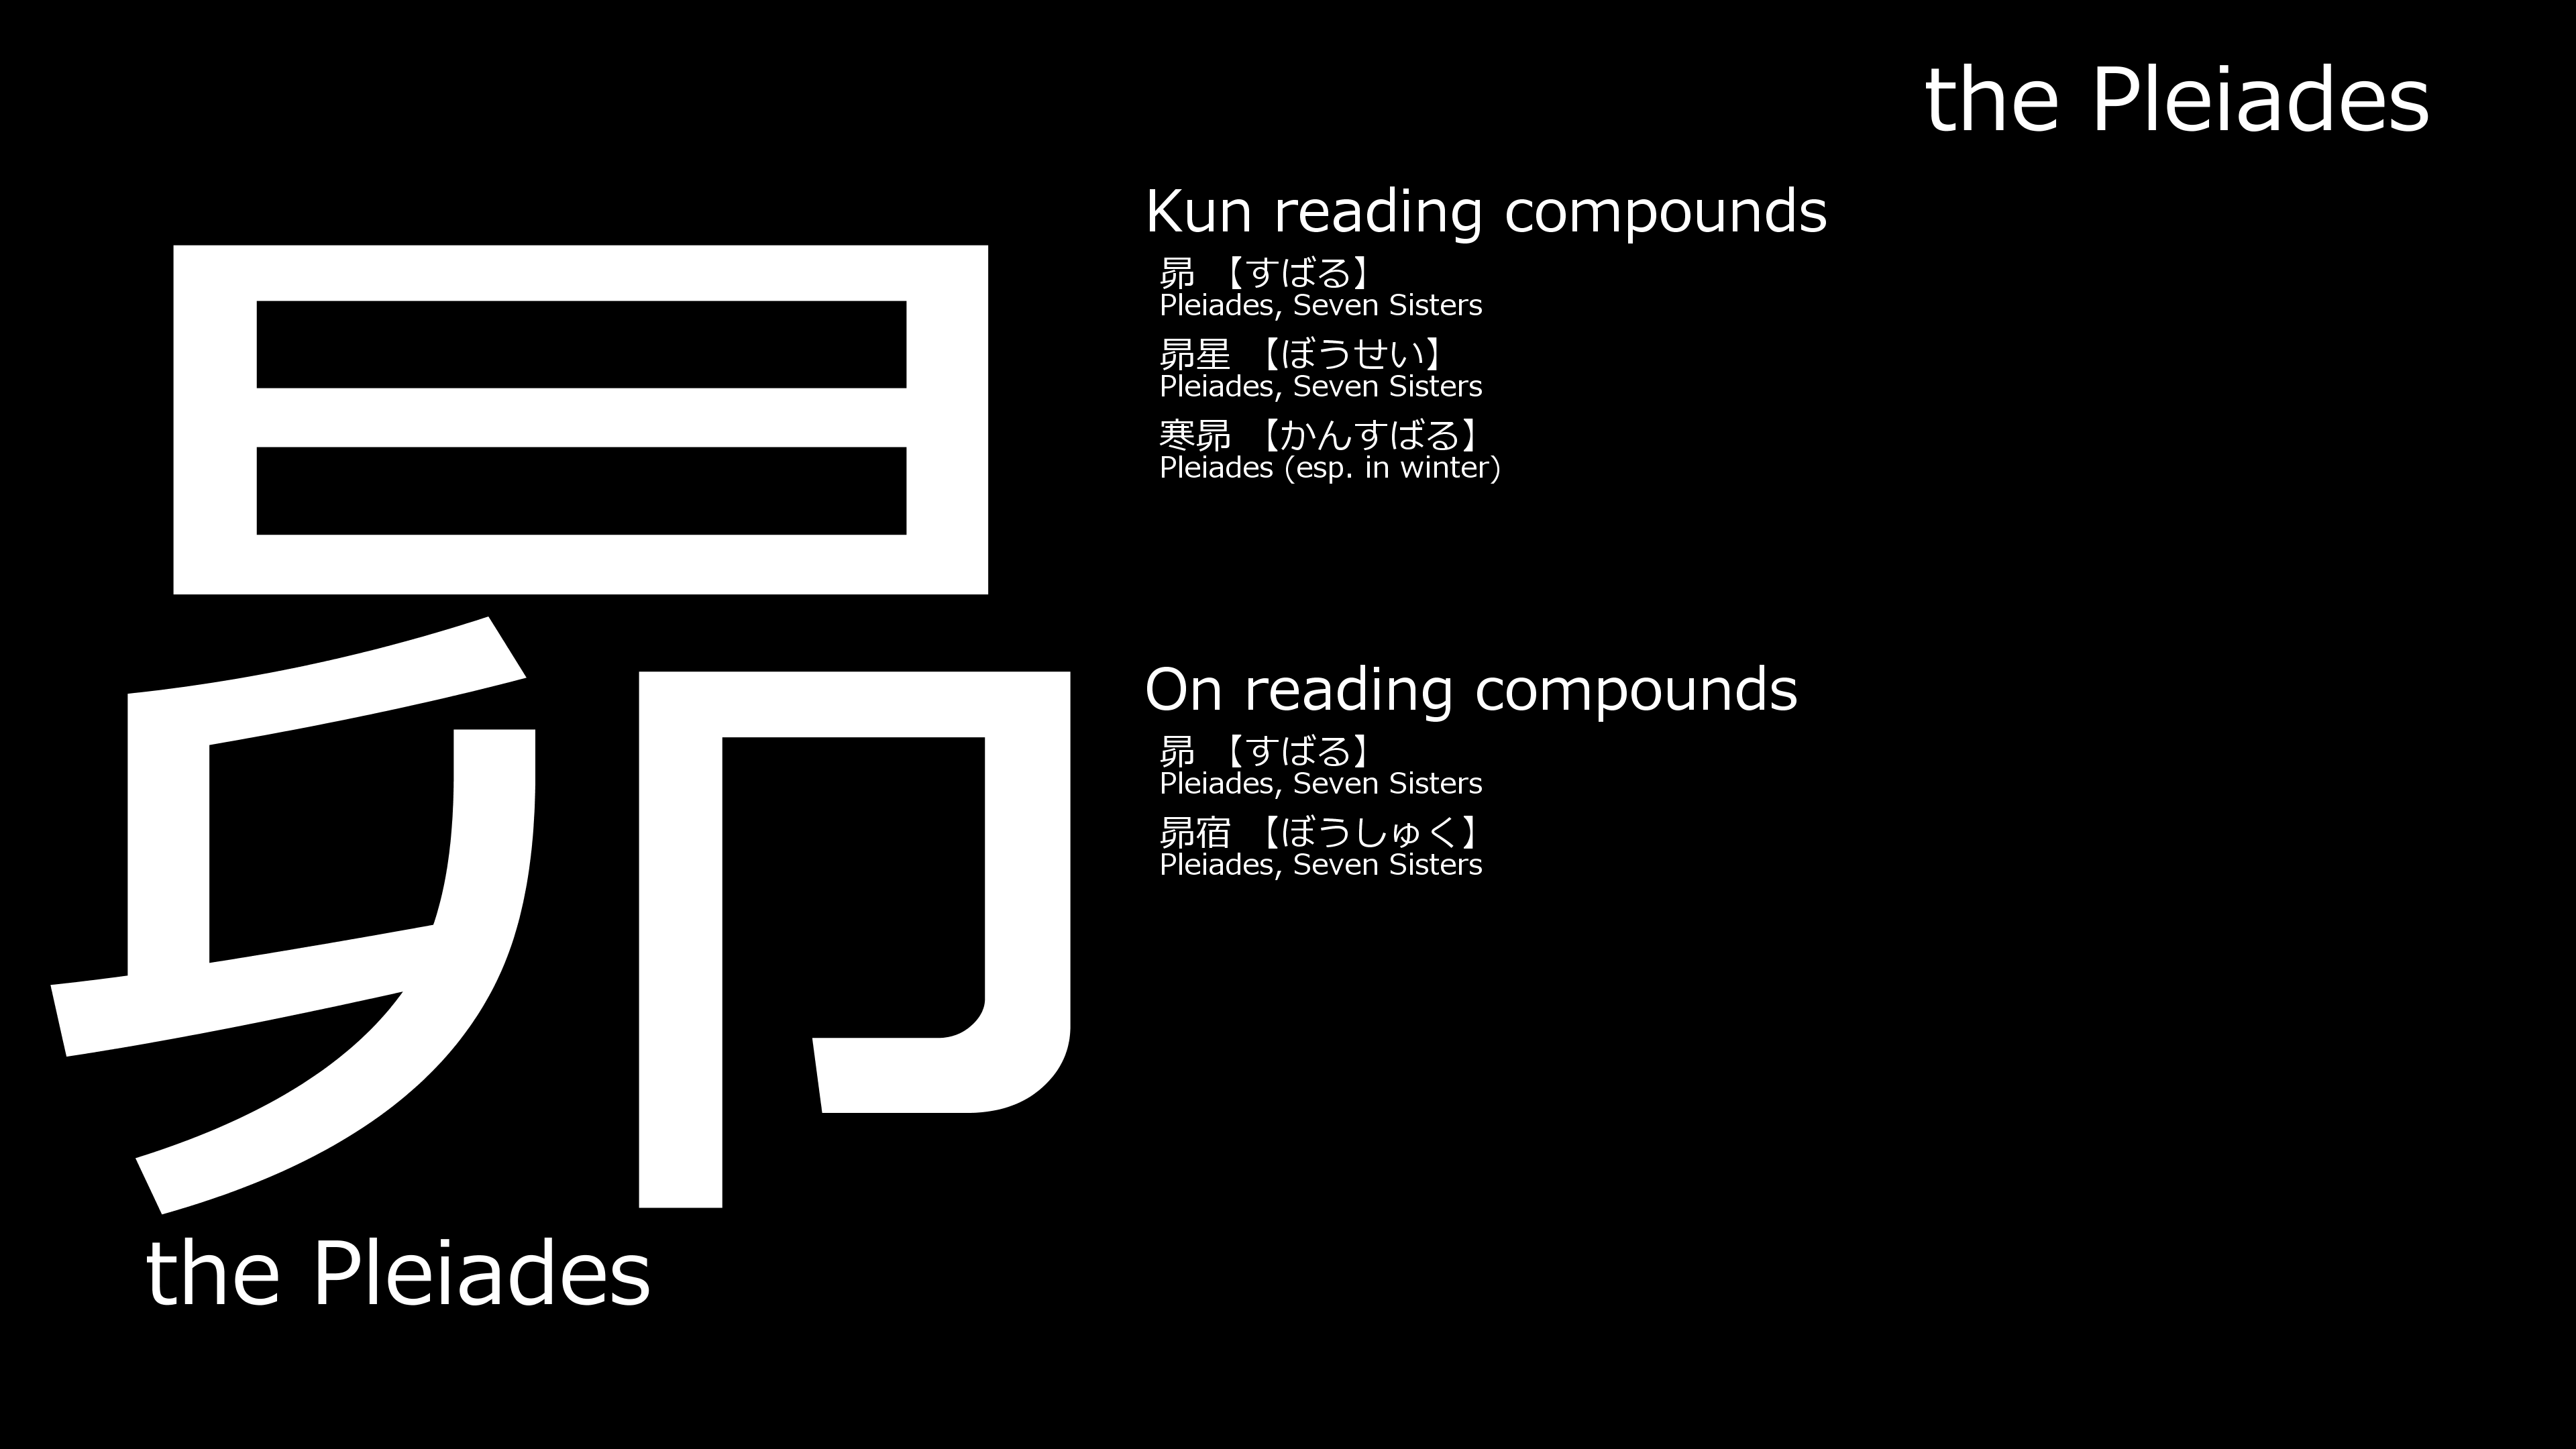 the Pleiades
昴
the Pleiades
Kun reading compounds
昴 【すばる】
Pleiades, Seven Sisters
昴星 【ぼうせい】
Pleiades, Seven Sisters
寒昴 【かんすばる】
Pleiades (esp. in winter)
On reading compounds
昴 【すばる】
Pleiades, Seven Sisters
昴宿 【ぼうしゅく】
Pleiades, Seven Sisters